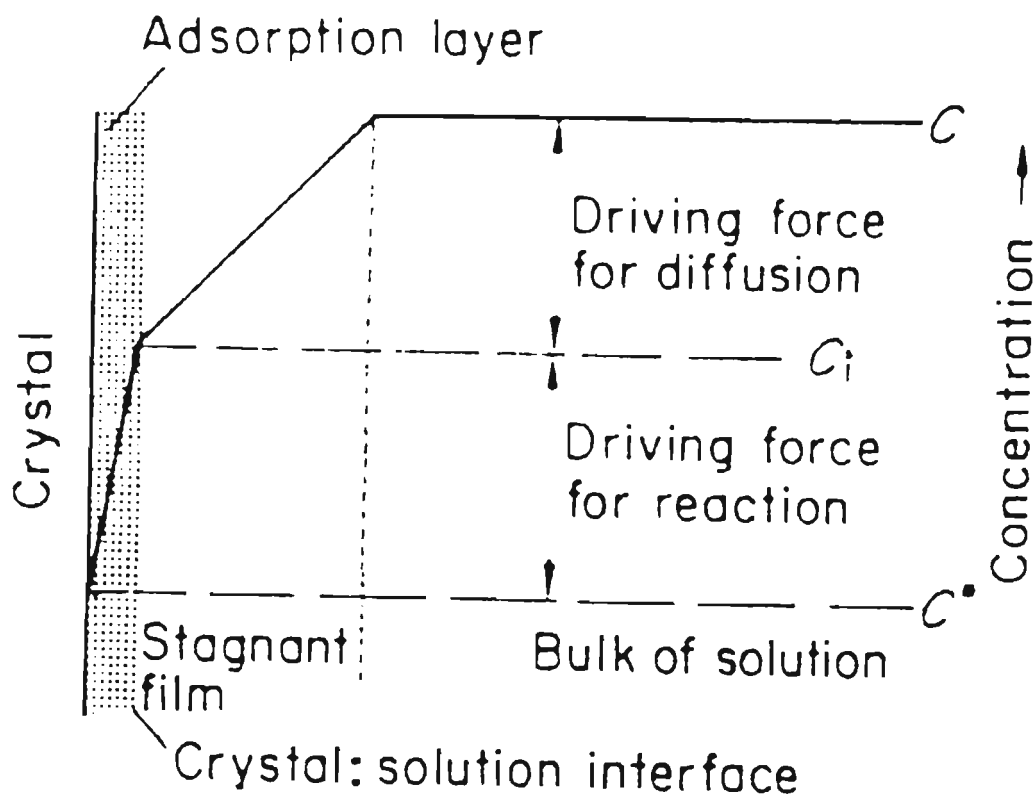 Adsorption layer
C
Driving force
for diffusion
Ci
Driving force
for reaction
C*
Crystal
Concentration
Stagnant
film
Bulk of solution
Crystal: solution interface